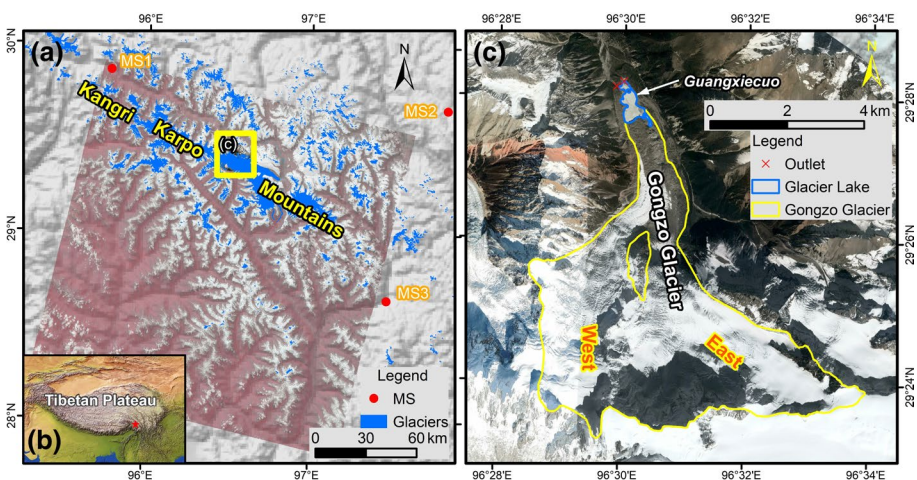 96°E
97°E
30°N
(a)
MS1
N
Kangri
Karpo
(c)
MS2
Mountains
29°N
MS3
Tibetan Plateau
(b)
28°N
Legend
MS
Glaciers
0
30
60 km
96°E
97°E
96°28'E
96°30'E
96°32'E
96°34'E
(c)
N
Guangxiecuo
29°28'N
0
2
4 km
Legend
Outlet
Glacier Lake
Gongzo Glacier
Gongzo Glacier
29°26'N
West
East
29°24'N
96°28'E
96°30'E
96°32'E
96°34'E